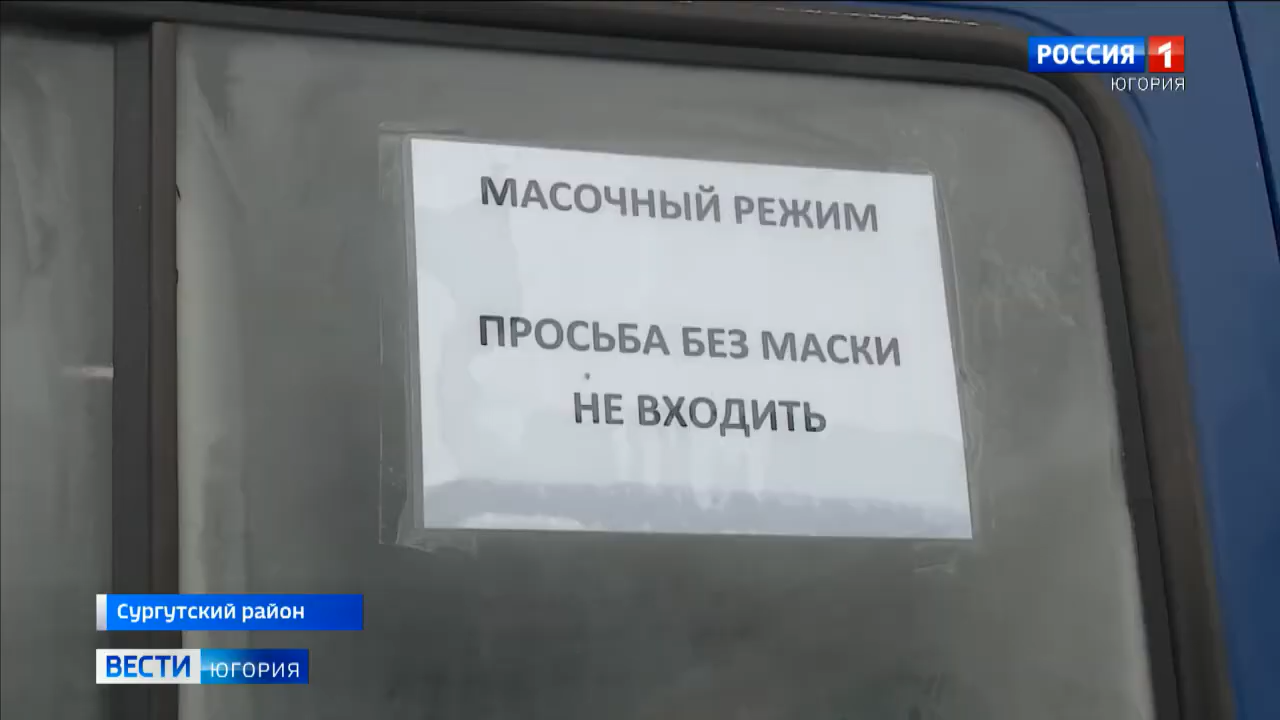 РОССИЯ 1
ЮГОРИЯ
МАСОЧНЫЙ РЕЖИМ
ПРОСЬБА БЕЗ МАСКИ
НЕ ВХОДИТЬ
Сургутский район
ВЕСТИ ЮГОРИЯ